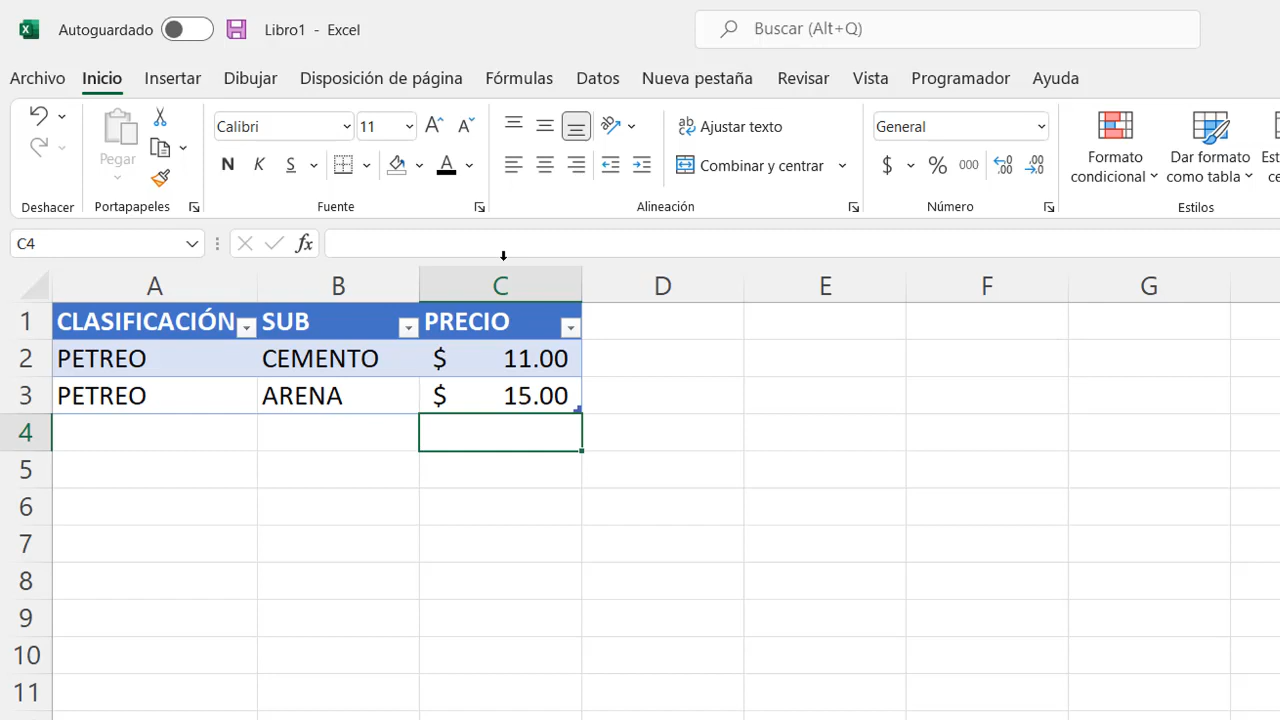 Autoguardado Libro1 - Excel Buscar (Alt+Q)
Archivo Inicio Insertar Dibujar Disposición de página Fórmulas Datos Nueva pestaña Revisar Vista Programador Ayuda
Pegar Calibri 11 N K S A Ajustar texto Combinar y centrar General $ % 000 Formato condicional Dar formato como tabla
Deshacer Portapapeles Fuente Alineación Número Estilos
C4 fx
A B C D E F G
1 CLASIFICACIÓN SUB PRECIO
2 PETREO CEMENTO $ 11.00
3 PETREO ARENA $ 15.00
4
5
6
7
8
9
10
11